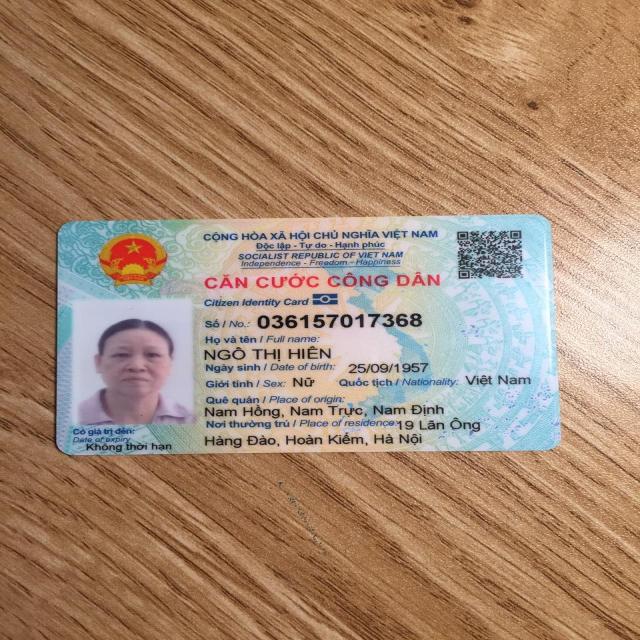 CỘNG HÒA XÃ HỘI CHỦ NGHĨA VIỆT NAM
Độc lập - Tự do - Hạnh phúc
SOCIALIST REPUBLIC OF VIET NAM
Independence - Freedom - Happiness
CĂN CƯỚC CÔNG DÂN
Citizen Identity Card
Số / No.: 036157017368
Họ và tên / Full name:
NGÔ THỊ HIÊN
Ngày sinh / Date of birth: 25/09/1957
Giới tính / Sex: Nữ Quốc tịch / Nationality: Việt Nam
Quê quán / Place of origin:
Nam Hồng, Nam Trực, Nam Định
Nơi thường trú / Place of residence: 19 Lãn Ông
Hàng Đào, Hoàn Kiếm, Hà Nội
Có giá trị đến:
Date of expiry
Không thời hạn